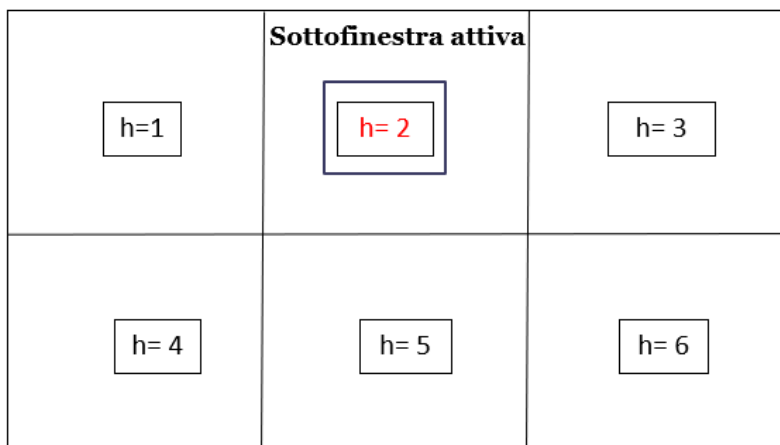 Sottofinestra attiva
h=1
h= 2
h= 3
h= 4
h= 5
h= 6